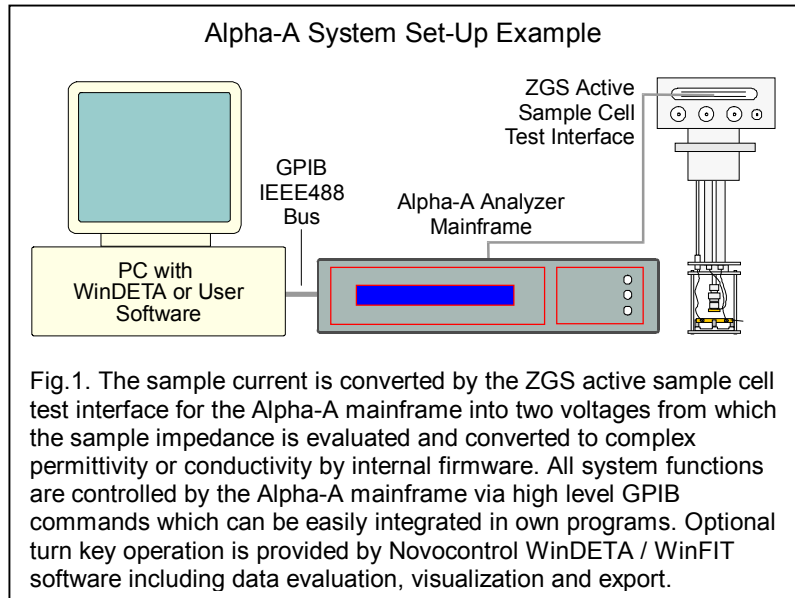 Alpha-A System Set-Up Example
ZGS Active
Sample Cell
Test Interface
GPIB
IEEE488
Bus
Alpha-A Analyzer
Mainframe
PC with
WinDETA or User
Software
Fig.1. The sample current is converted by the ZGS active sample cell
test interface for the Alpha-A mainframe into two voltages from which
the sample impedance is evaluated and converted to complex
permittivity or conductivity by internal firmware. All system functions
are controlled by the Alpha-A mainframe via high level GPIB
commands which can be easily integrated in own programs. Optional
turn key operation is provided by Novocontrol WinDETA / WinFIT
software including data evaluation, visualization and export.